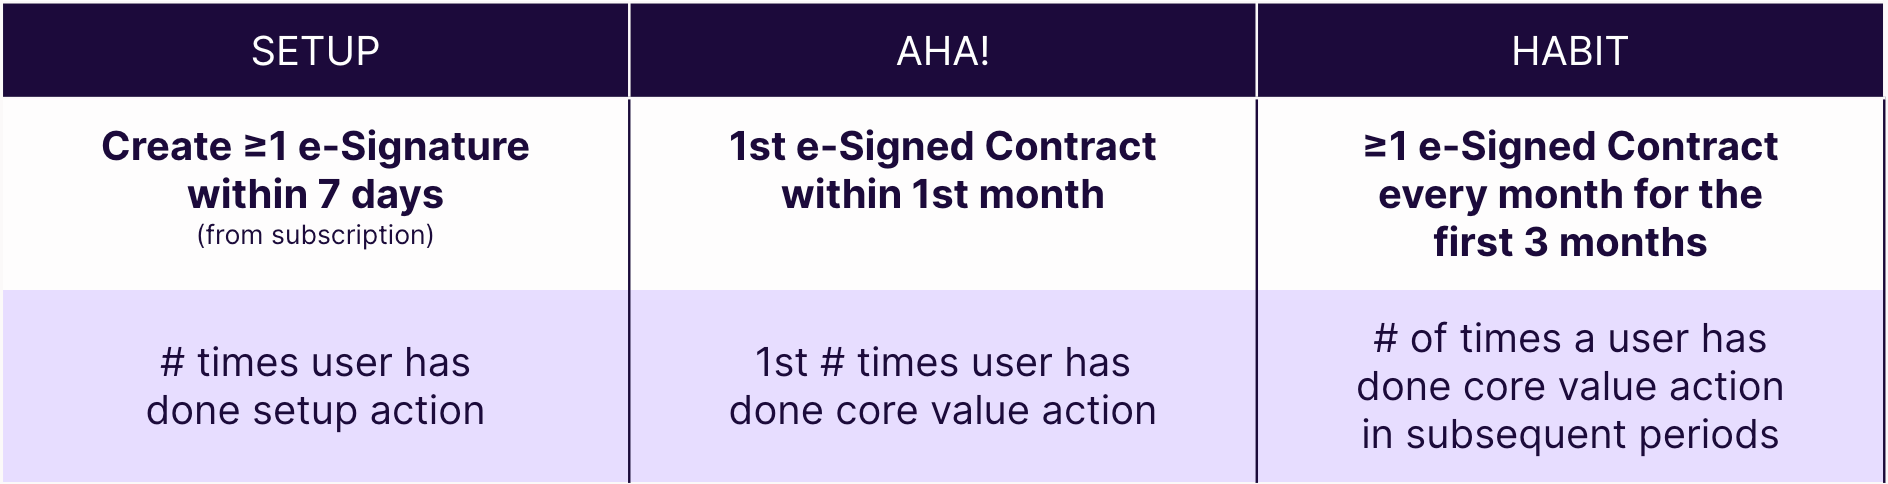 SETUP
AHA!
HABIT
Create ≥1 e-Signature
within 7 days
(from subscription)
1st e-Signed Contract
within 1st month
≥1 e-Signed Contract
every month for the
first 3 months
# times user has
done setup action
1st # times user has
done core value action
# of times a user has
done core value action
in subsequent periods